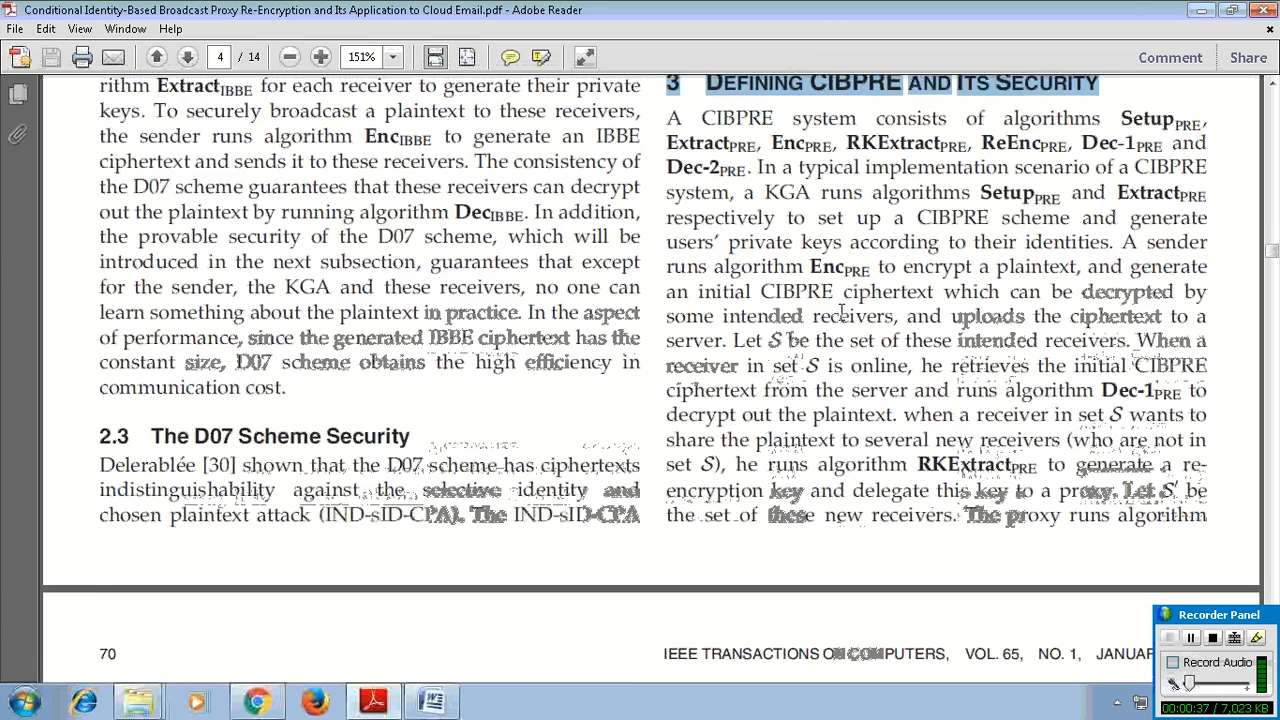 Conditional Identity-Based Broadcast Proxy Re-Encryption and Its Application to Cloud Email.pdf - Adobe Reader
File Edit View Window Help
4 / 14 151% Comment Share
rithm ExtractIBBE for each receiver to generate their private
keys. To securely broadcast a plaintext to these receivers,
the sender runs algorithm EncIBBE to generate an IBBE
ciphertext and sends it to these receivers. The consistency of
the D07 scheme guarantees that these receivers can decrypt
out the plaintext by running algorithm DecIBBE. In addition,
the provable security of the D07 scheme, which will be
introduced in the next subsection, guarantees that except
for the sender, the KGA and these receivers, no one can
learn something about the plaintext in practice. In the aspect
of performance, since the generated IBBE ciphertext has the
constant size, D07 scheme obtains the high efficiency in
communication cost.
2.3 The D07 Scheme Security
Delerablée [30] shown that the D07 scheme has ciphertexts
indistinguishability against the selective identity and
chosen plaintext attack (IND-sID-CPA). The IND-sID-CPA
3 DEFINING CIBPRE AND ITS SECURITY
A CIBPRE system consists of algorithms SetupPRE,
ExtractPRE, EncPRE, RKExtractPRE, ReEncPRE, Dec-1PRE and
Dec-2PRE. In a typical implementation scenario of a CIBPRE
system, a KGA runs algorithms SetupPRE and ExtractPRE
respectively to set up a CIBPRE scheme and generate
users' private keys according to their identities. A sender
runs algorithm EncPRE to encrypt a plaintext, and generate
an initial CIBPRE ciphertext which can be decrypted by
some intended receivers, and uploads the ciphertext to a
server. Let S be the set of these intended receivers. When a
receiver in set S is online, he retrieves the initial CIBPRE
ciphertext from the server and runs algorithm Dec-1PRE to
decrypt out the plaintext. when a receiver in set S wants to
share the plaintext to several new receivers (who are not in
set S), he runs algorithm RKExtractPRE to generate a re-
encryption key and delegate this key to a proxy. Let S' be
the set of these new receivers. The proxy runs algorithm
70
IEEE TRANSACTIONS ON COMPUTERS, VOL. 65, NO. 1, JANUAR
Recorder Panel
Record Audio
00:00:37 / 7,023 KB